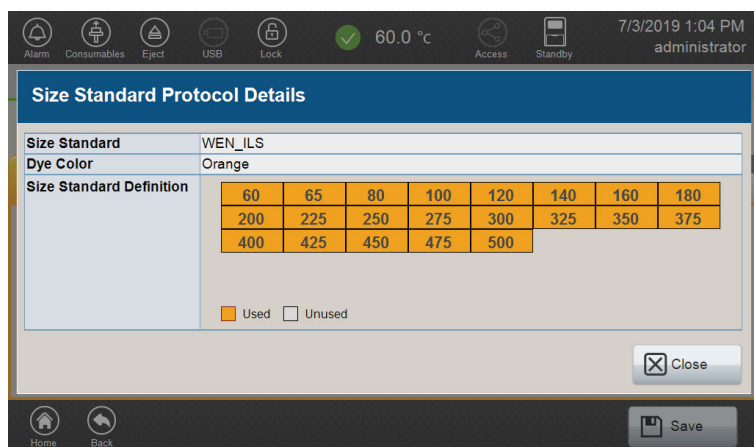 7/3/2019 1:04 PM
60.0 °c
administrator
Alarm Consumables Eject USB Lock Access Standby
Size Standard Protocol Details
Size Standard WEN_ILS
Dye Color Orange
Size Standard Definition
60 65 80 100 120 140 160 180
200 225 250 275 300 325 350 375
400 425 450 475 500
Used Unused
Close
Save
Home Back